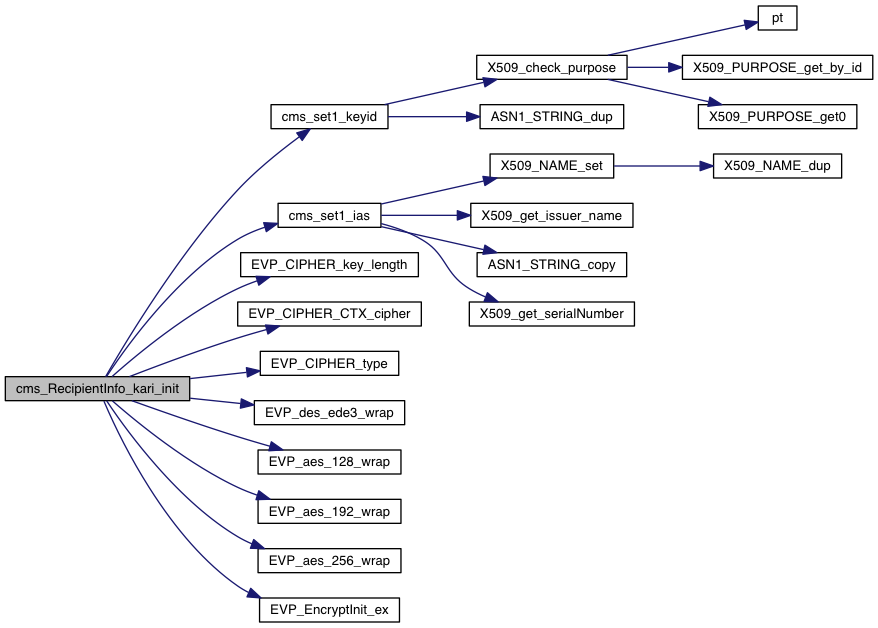 pt
X509_check_purpose
X509_PURPOSE_get_by_id
cms_set1_keyid
ASN1_STRING_dup
X509_PURPOSE_get0
X509_NAME_set
X509_NAME_dup
cms_set1_ias
X509_get_issuer_name
EVP_CIPHER_key_length
ASN1_STRING_copy
EVP_CIPHER_CTX_cipher
X509_get_serialNumber
EVP_CIPHER_type
cms_RecipientInfo_kari_init
EVP_des_ede3_wrap
EVP_aes_128_wrap
EVP_aes_192_wrap
EVP_aes_256_wrap
EVP_EncryptInit_ex